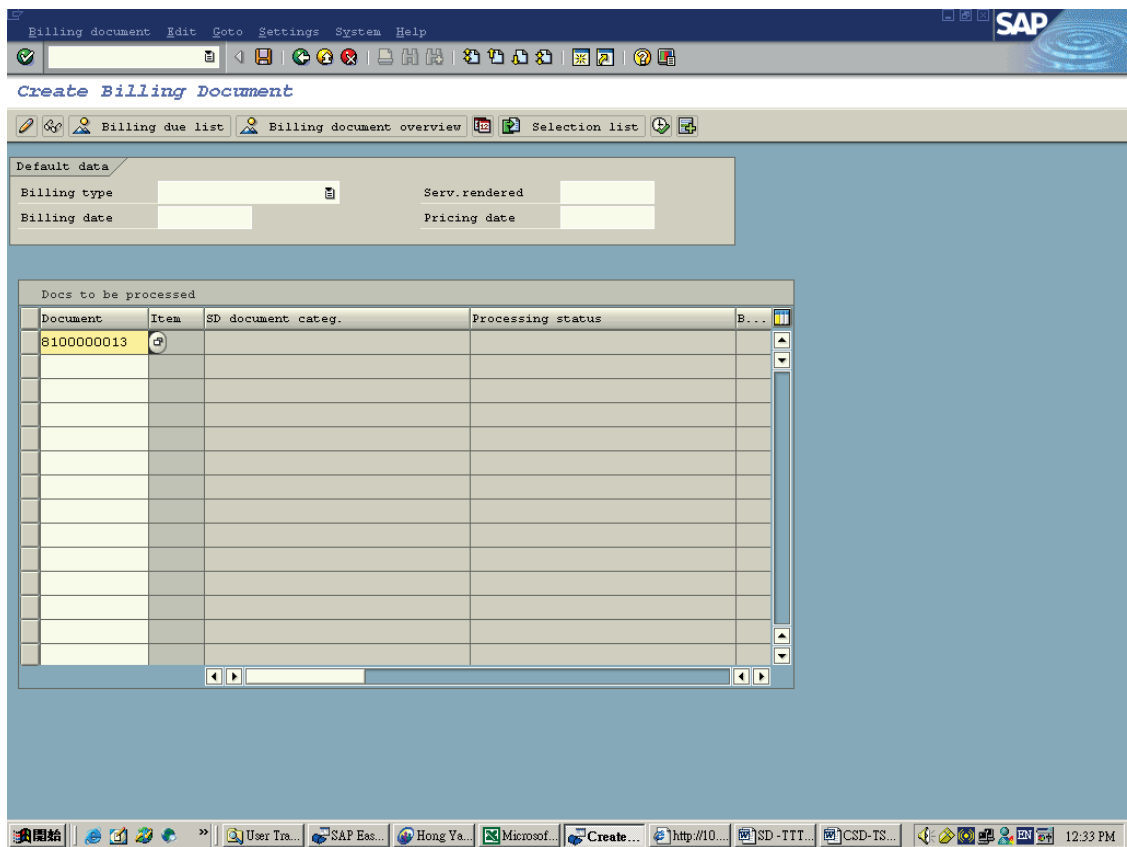 Billing document Edit Goto Settings System Help
SAP
Create Billing Document
Billing due list Billing document overview Selection list
Default data
Billing type Serv.rendered
Billing date Pricing date
Docs to be processed
Document Item SD document categ. Processing status B...
8100000013
開始 » User Tra... SAP Eas... Hong Ya... Microsof... Create... http://10.... SD -TTT... CSD-TS... EN 12:33 PM